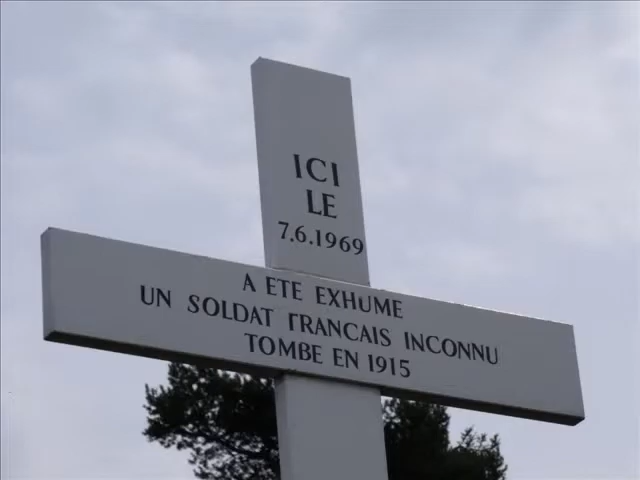 ICI
LE
7.6.1969
A ETE EXHUME
UN SOLDAT FRANCAIS INCONNU
TOMBE EN 1915